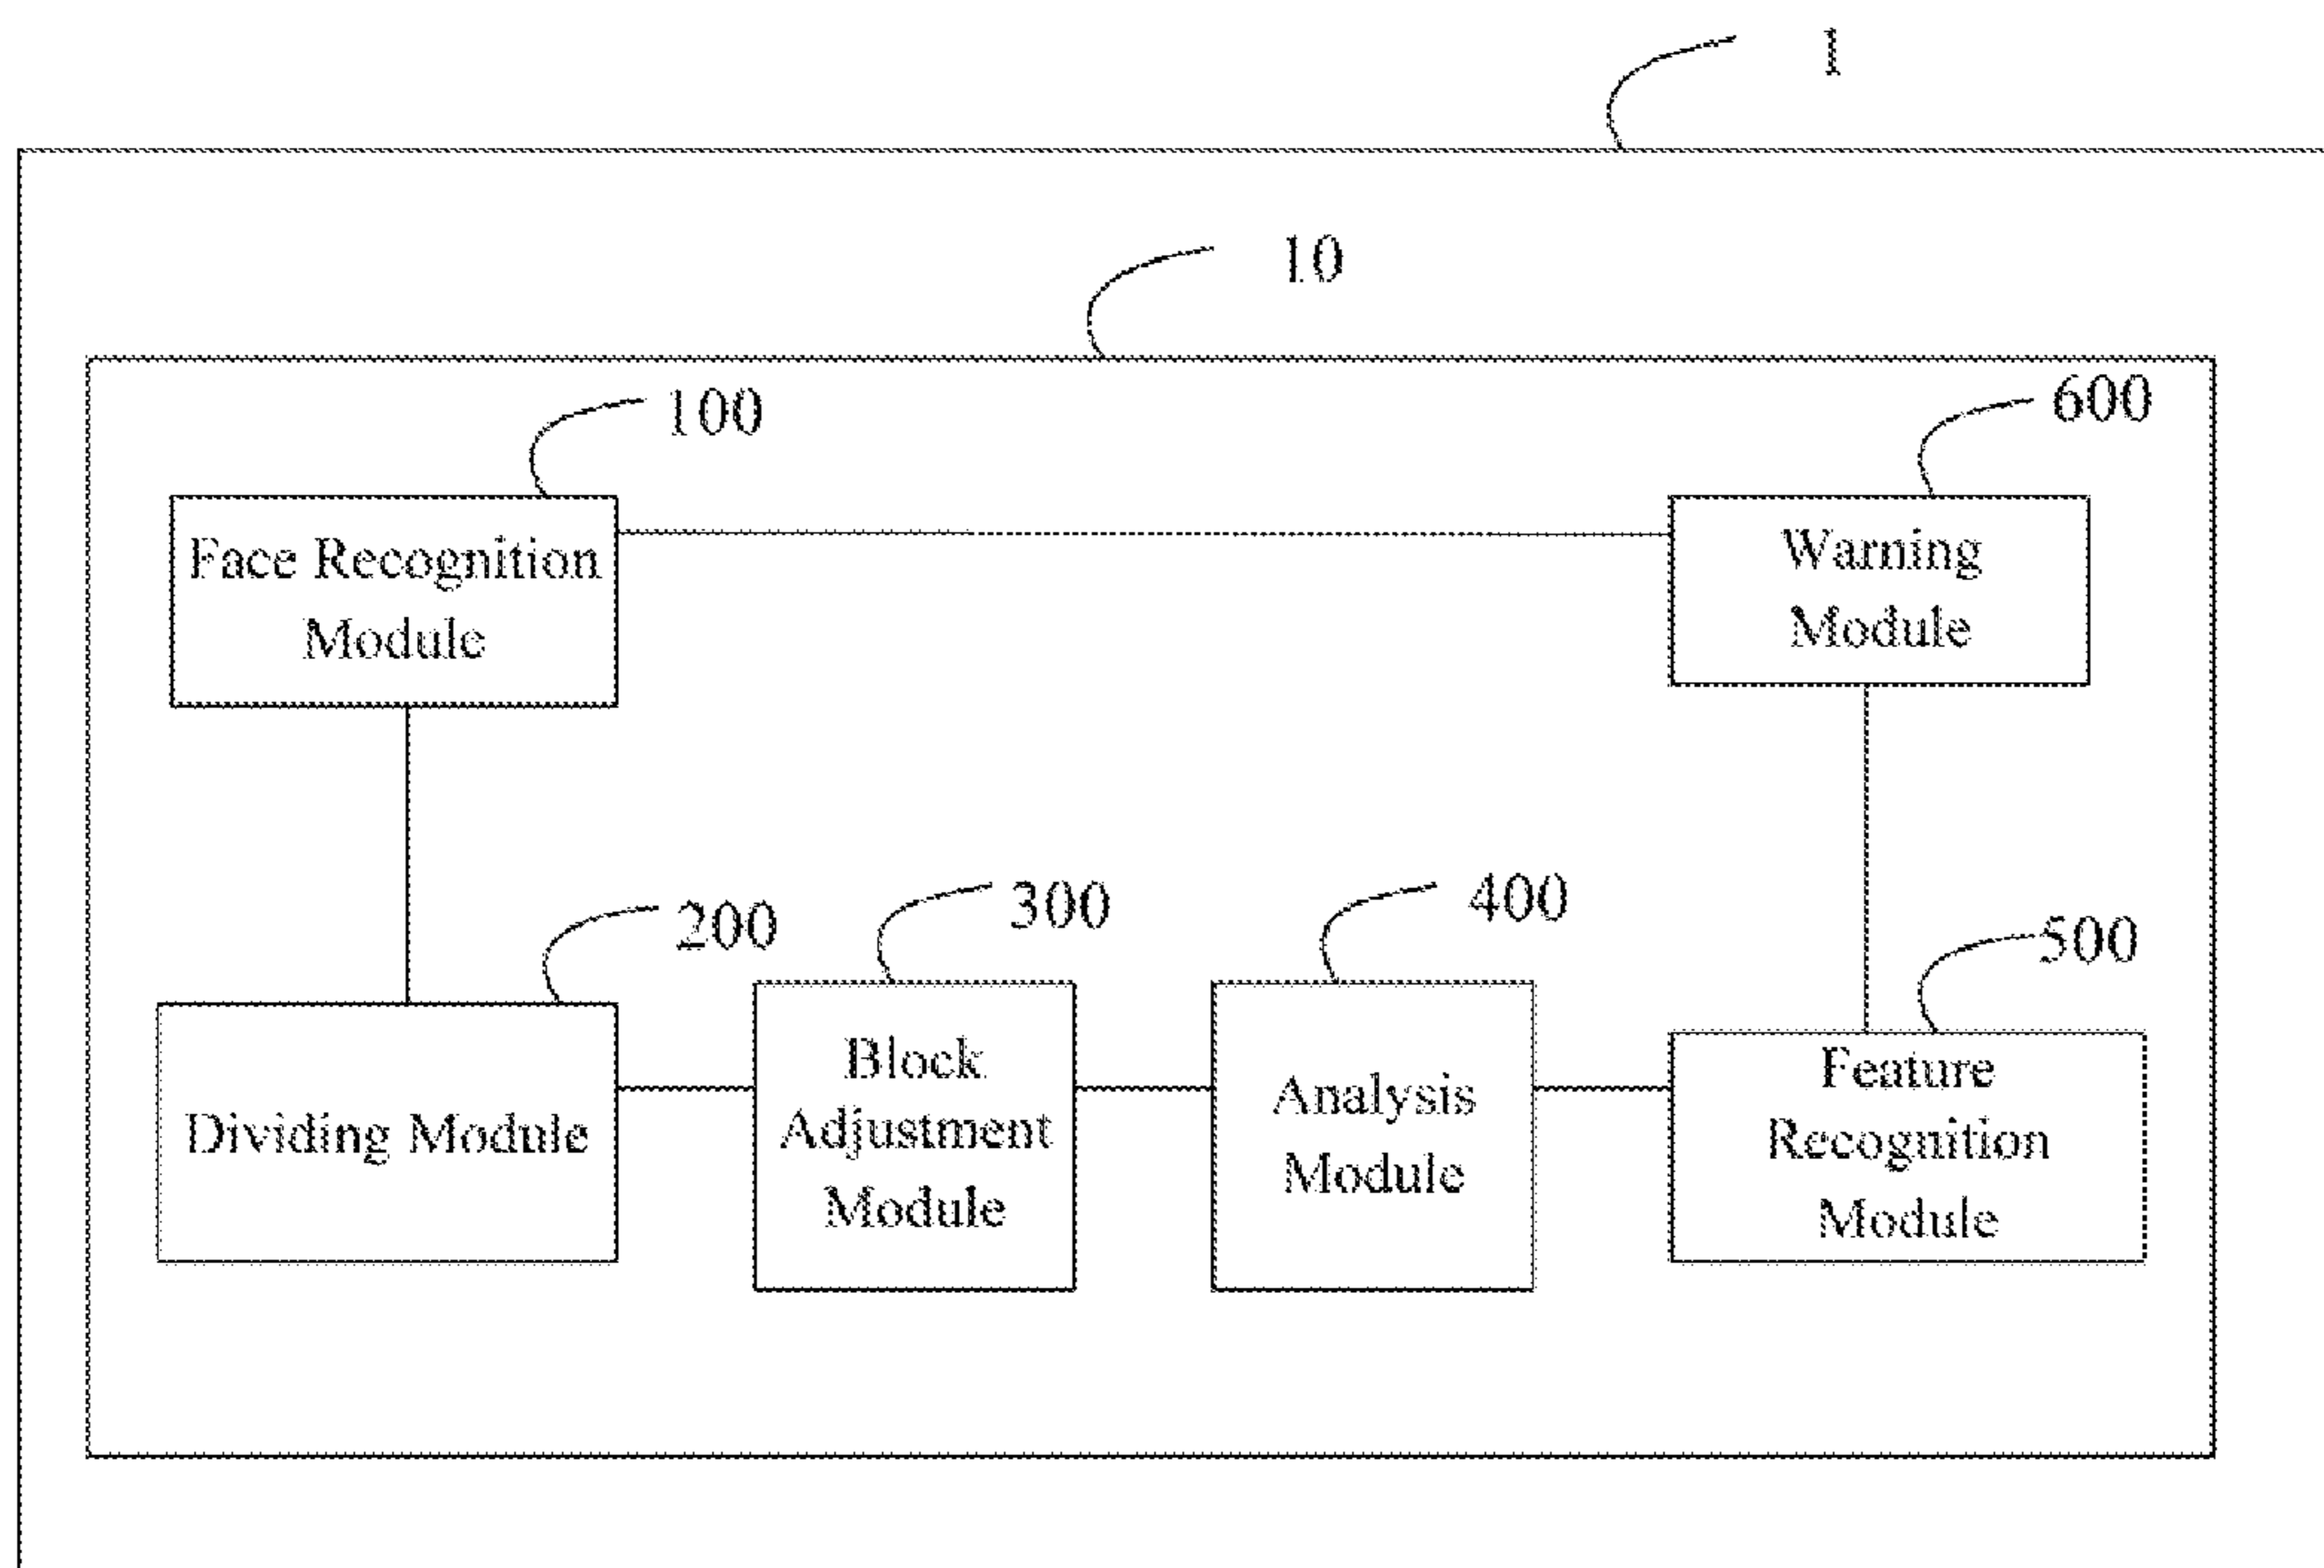 1
10
100
600
Face Recognition
Module
Warning
Module
200
300
400
500
Dividing Module
Block
Adjustment
Module
Analysis
Module
Feature
Recognition
Module